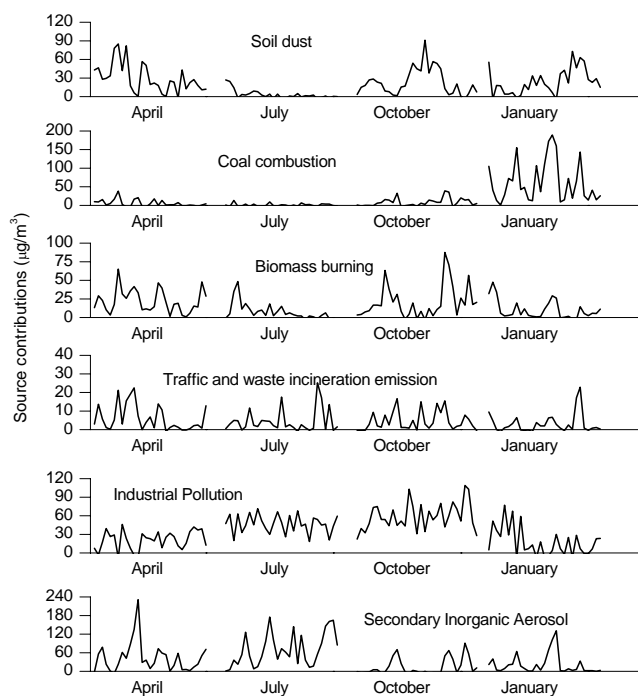 Source contributions (μg/m³)
120
90
60
30
0
Soil dust
April
July
October
January
200
150
100
50
0
Coal combustion
April
July
October
January
100
75
50
25
0
Biomass burning
April
July
October
January
40
30
20
10
0
Traffic and waste incineration emission
April
July
October
January
120
90
60
30
0
Industrial Pollution
April
July
October
January
240
180
120
60
0
Secondary Inorganic Aerosol
April
July
October
January